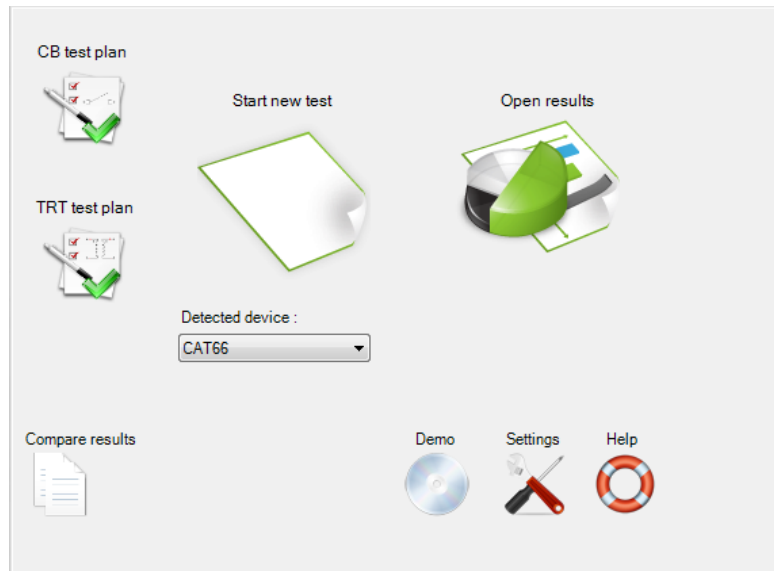 CB test plan
Start new test
Open results
TRT test plan
Detected device :
CAT66
Compare results
Demo
Settings
Help